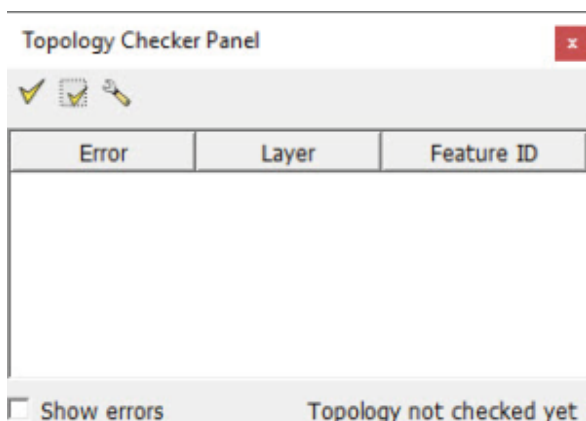 Topology Checker Panel
Error Layer Feature ID
Show errors Topology not checked yet